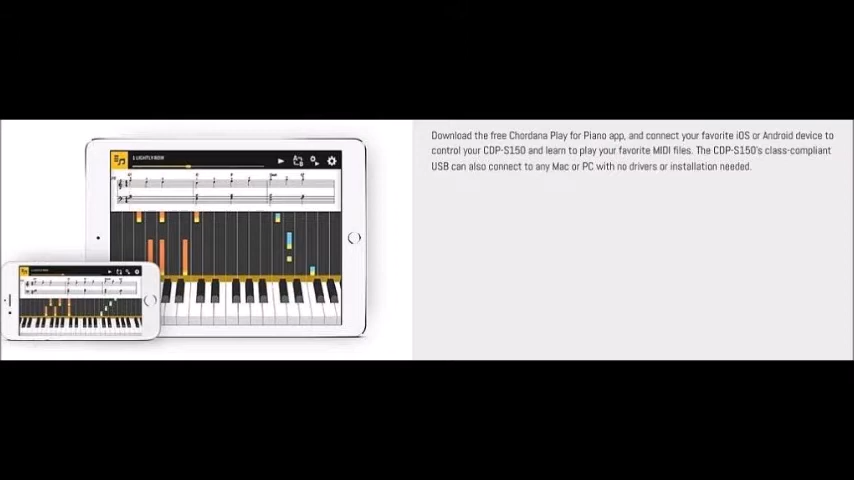 Download the free Chordana Play for Piano app, and connect your favorite iOS or Android device to
control your CDP-S150 and learn to play your favorite MIDI files. The CDP-S150's class-compliant
USB can also connect to any Mac or PC with no drivers or installation needed.